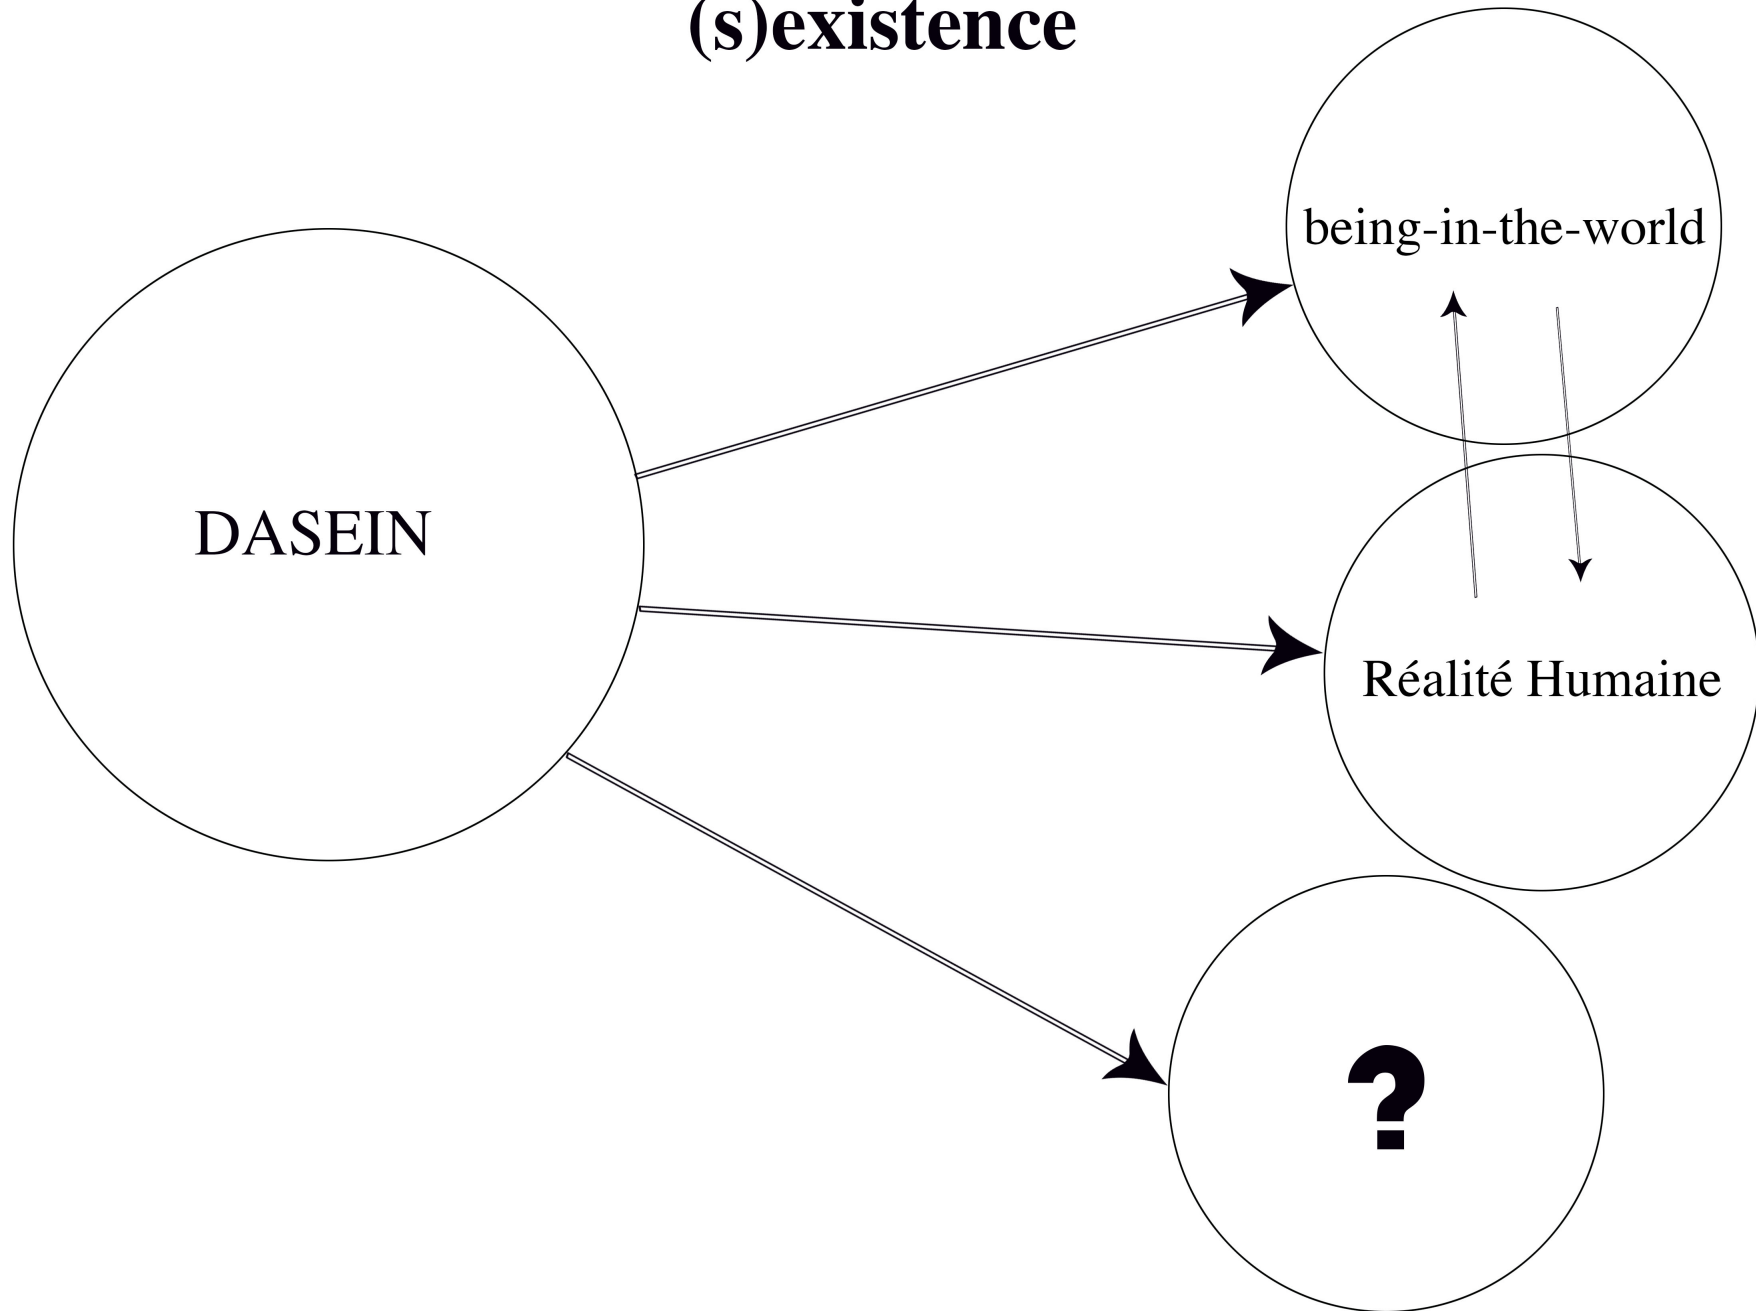 (s)existence
being-in-the-world
DASEIN
Réalité Humaine
?